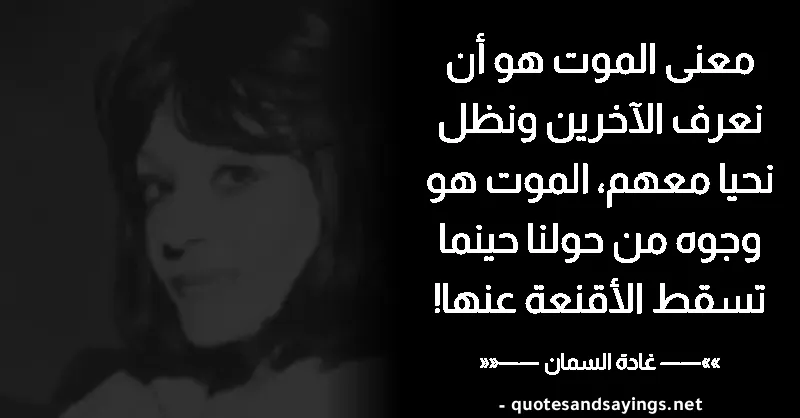 معنى الموت هو أن
نعرف الآخرين ونظل
نحيا معهم، الموت هو
وجوه من حولنا حينما
تسقط الأقنعة عنها!
»»—— غادة السمان ——««
- quotesandsayings.net